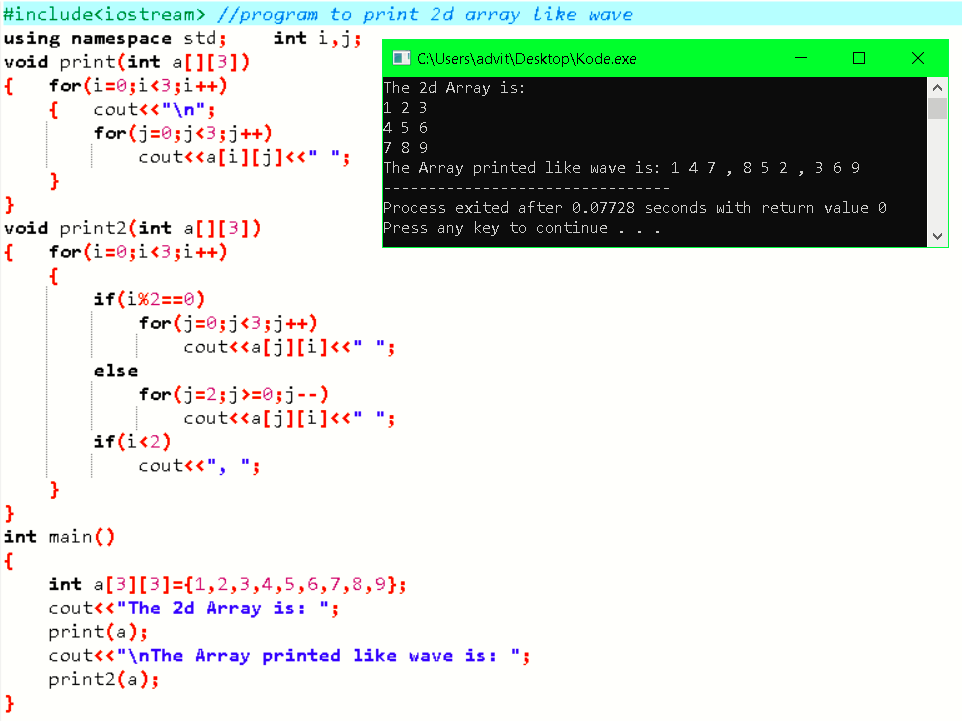 #include<iostream> //program to print 2d array like wave
using namespace std;    int i,j;
void print(int a[][3])
{   for(i=0;i<3;i++)
    {   cout<<"\n";
        for(j=0;j<3;j++)
            cout<<a[i][j]<<" ";
    }
}
void print2(int a[][3])
{   for(i=0;i<3;i++)
    {
        if(i%2==0)
            for(j=0;j<3;j++)
                cout<<a[j][i]<<" ";
        else
            for(j=2;j>=0;j--)
                cout<<a[j][i]<<" ";
        if(i<2)
            cout<<", ";
    }
}
int main()
{
    int a[3][3]={1,2,3,4,5,6,7,8,9};
    cout<<"The 2d Array is: ";
    print(a);
    cout<<"\nThe Array printed like wave is: ";
    print2(a);
}
C:\Users\advit\Desktop\Kode.exe
The 2d Array is:
1 2 3
4 5 6
7 8 9
The Array printed like wave is: 1 4 7 , 8 5 2 , 3 6 9
--------------------------------
Process exited after 0.07728 seconds with return value 0
Press any key to continue . . .